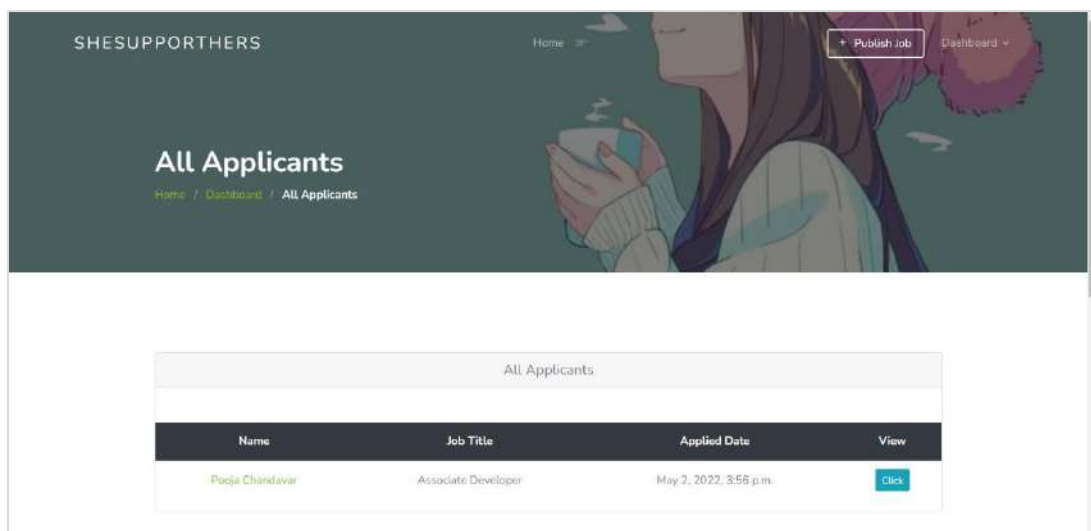 SHESUPPORTHERS Home + Publish Job Dashboard
All Applicants
Home / Dashboard / All Applicants
All Applicants
Name Job Title Applied Date View
Pooja Chandavar Associate Developer May 2, 2022, 3:56 p.m. Click